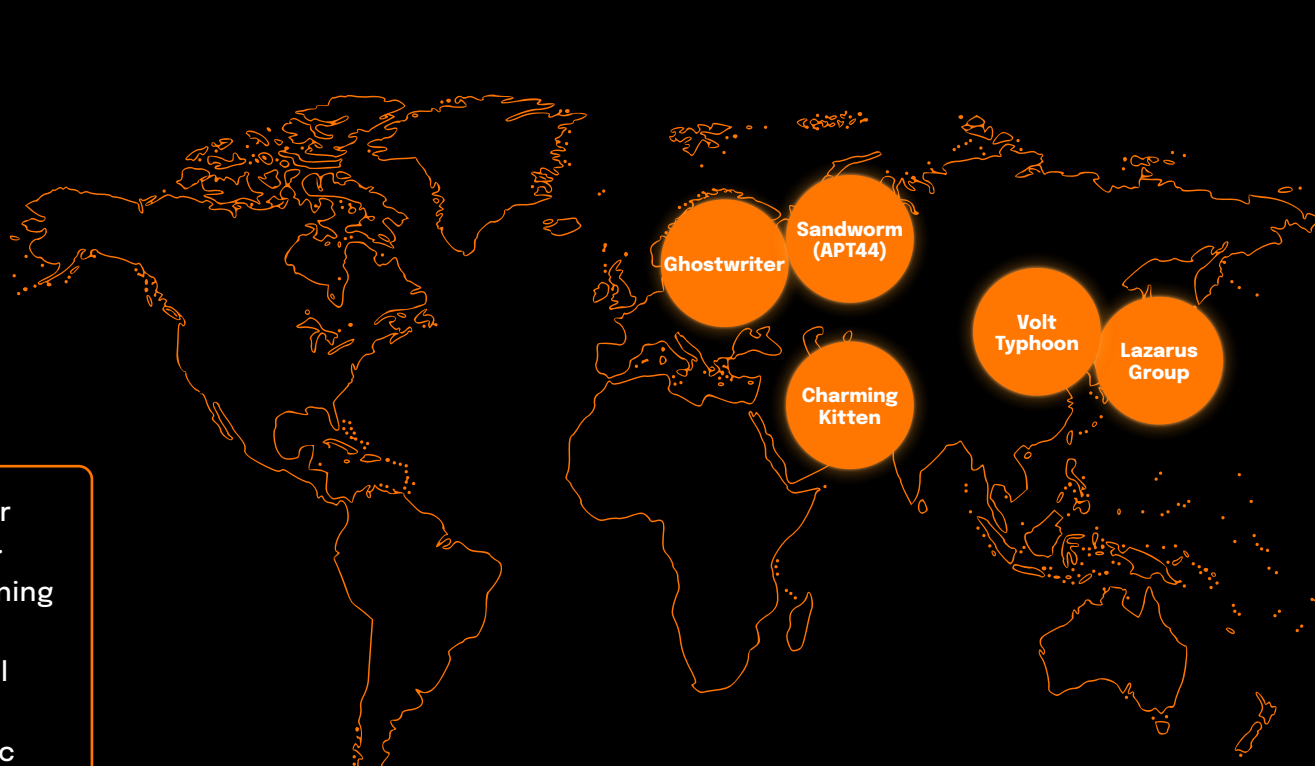 Ghostwriter
Sandworm
(APT44)
Volt
Typhoon
Lazarus
Group
Charming
Kitten